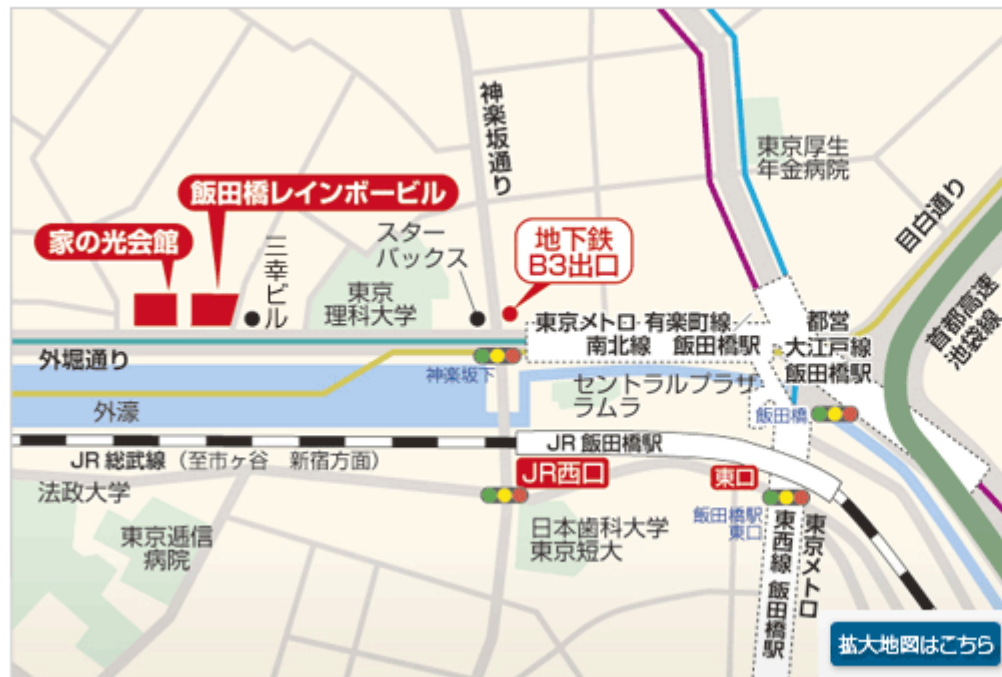 神楽坂通り
東京厚生
年金病院
目白通り
首都高速
池袋線
飯田橋レインボービル
家の光会館
三幸ビル
スター
バックス
地下鉄
B3出口
東京
理科大学
東京メトロ 有楽町線
南北線 飯田橋駅
都営
大江戸線
飯田橋駅
外堀通り
神楽坂下
セントラルプラザ
ラムラ
飯田橋
外濠
JR 飯田橋駅
JR 総武線（至市ヶ谷 新宿方面）
JR西口
東口
法政大学
東京逓信
病院
日本歯科大学
東京短大
飯田橋駅
東口
東京メトロ
東西線 飯田橋駅
拡大地図はこちら